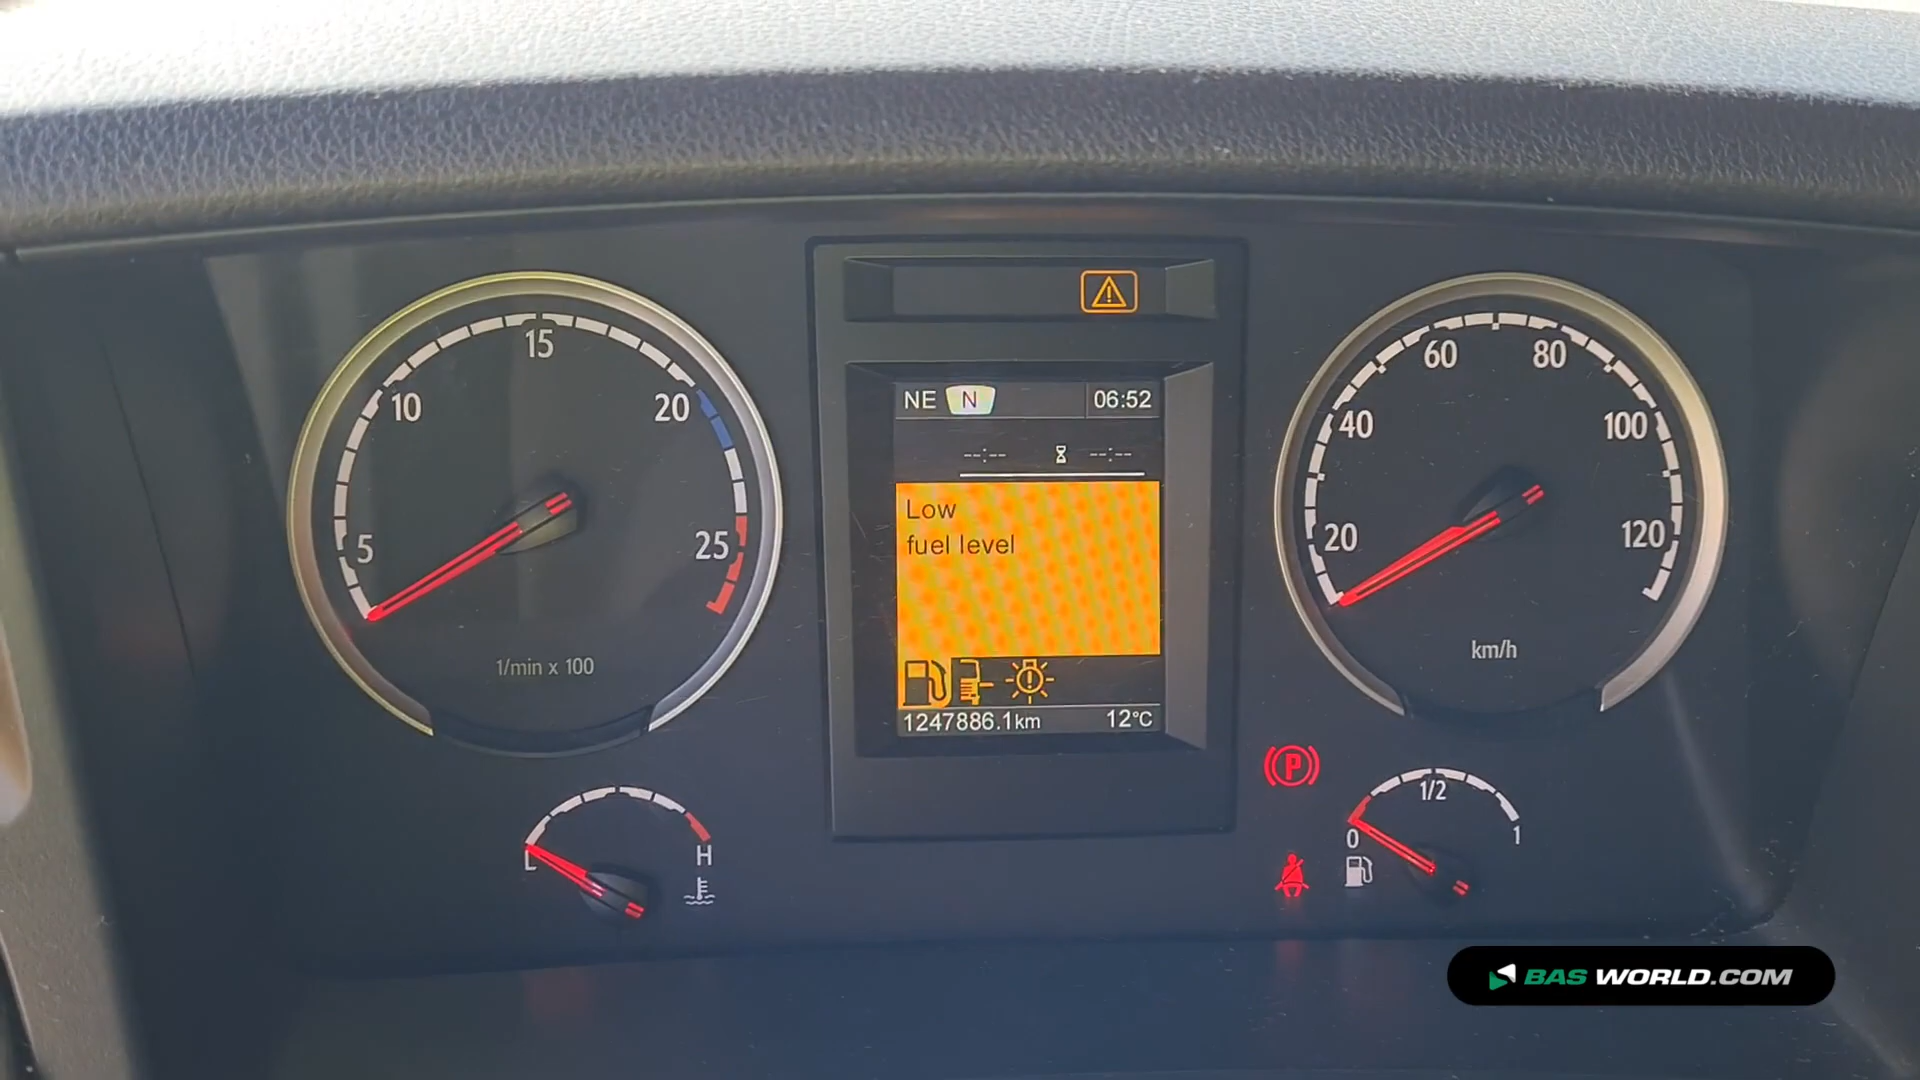 5
10
15
20
25
1/min x 100
L
H
NE N 06:52
--:-- --:--
Low
fuel level
1247886.1km 12°C
20
40
60
80
100
120
km/h
P
0
1/2
1
BAS WORLD.COM